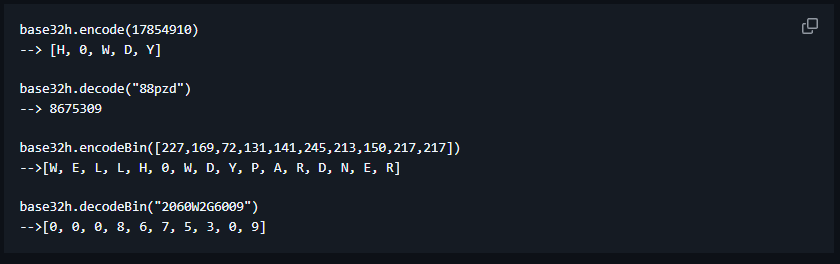 base32h.encode(17854910)
--> [H, 0, W, D, Y]
base32h.decode("88pzd")
--> 8675309
base32h.encodeBin([227,169,72,131,141,245,213,150,217,217])
-->[W, E, L, L, H, 0, W, D, Y, P, A, R, D, N, E, R]
base32h.decodeBin("2060W2G6009")
-->[0, 0, 0, 8, 6, 7, 5, 3, 0, 9]